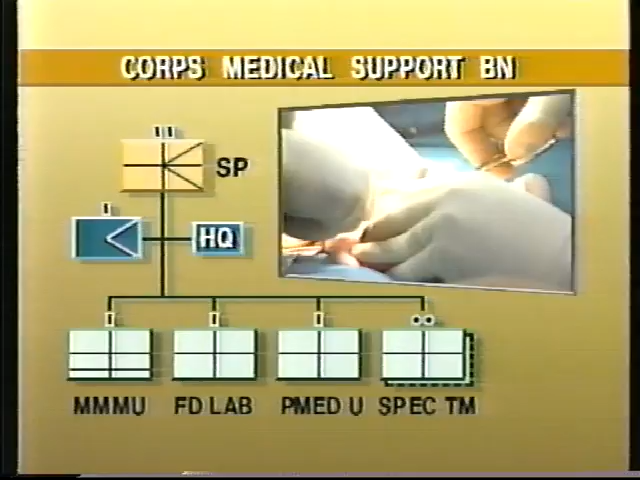 CORPS MEDICAL SUPPORT BN
SP
HQ
MMMU FD LAB PMED U SPEC TM